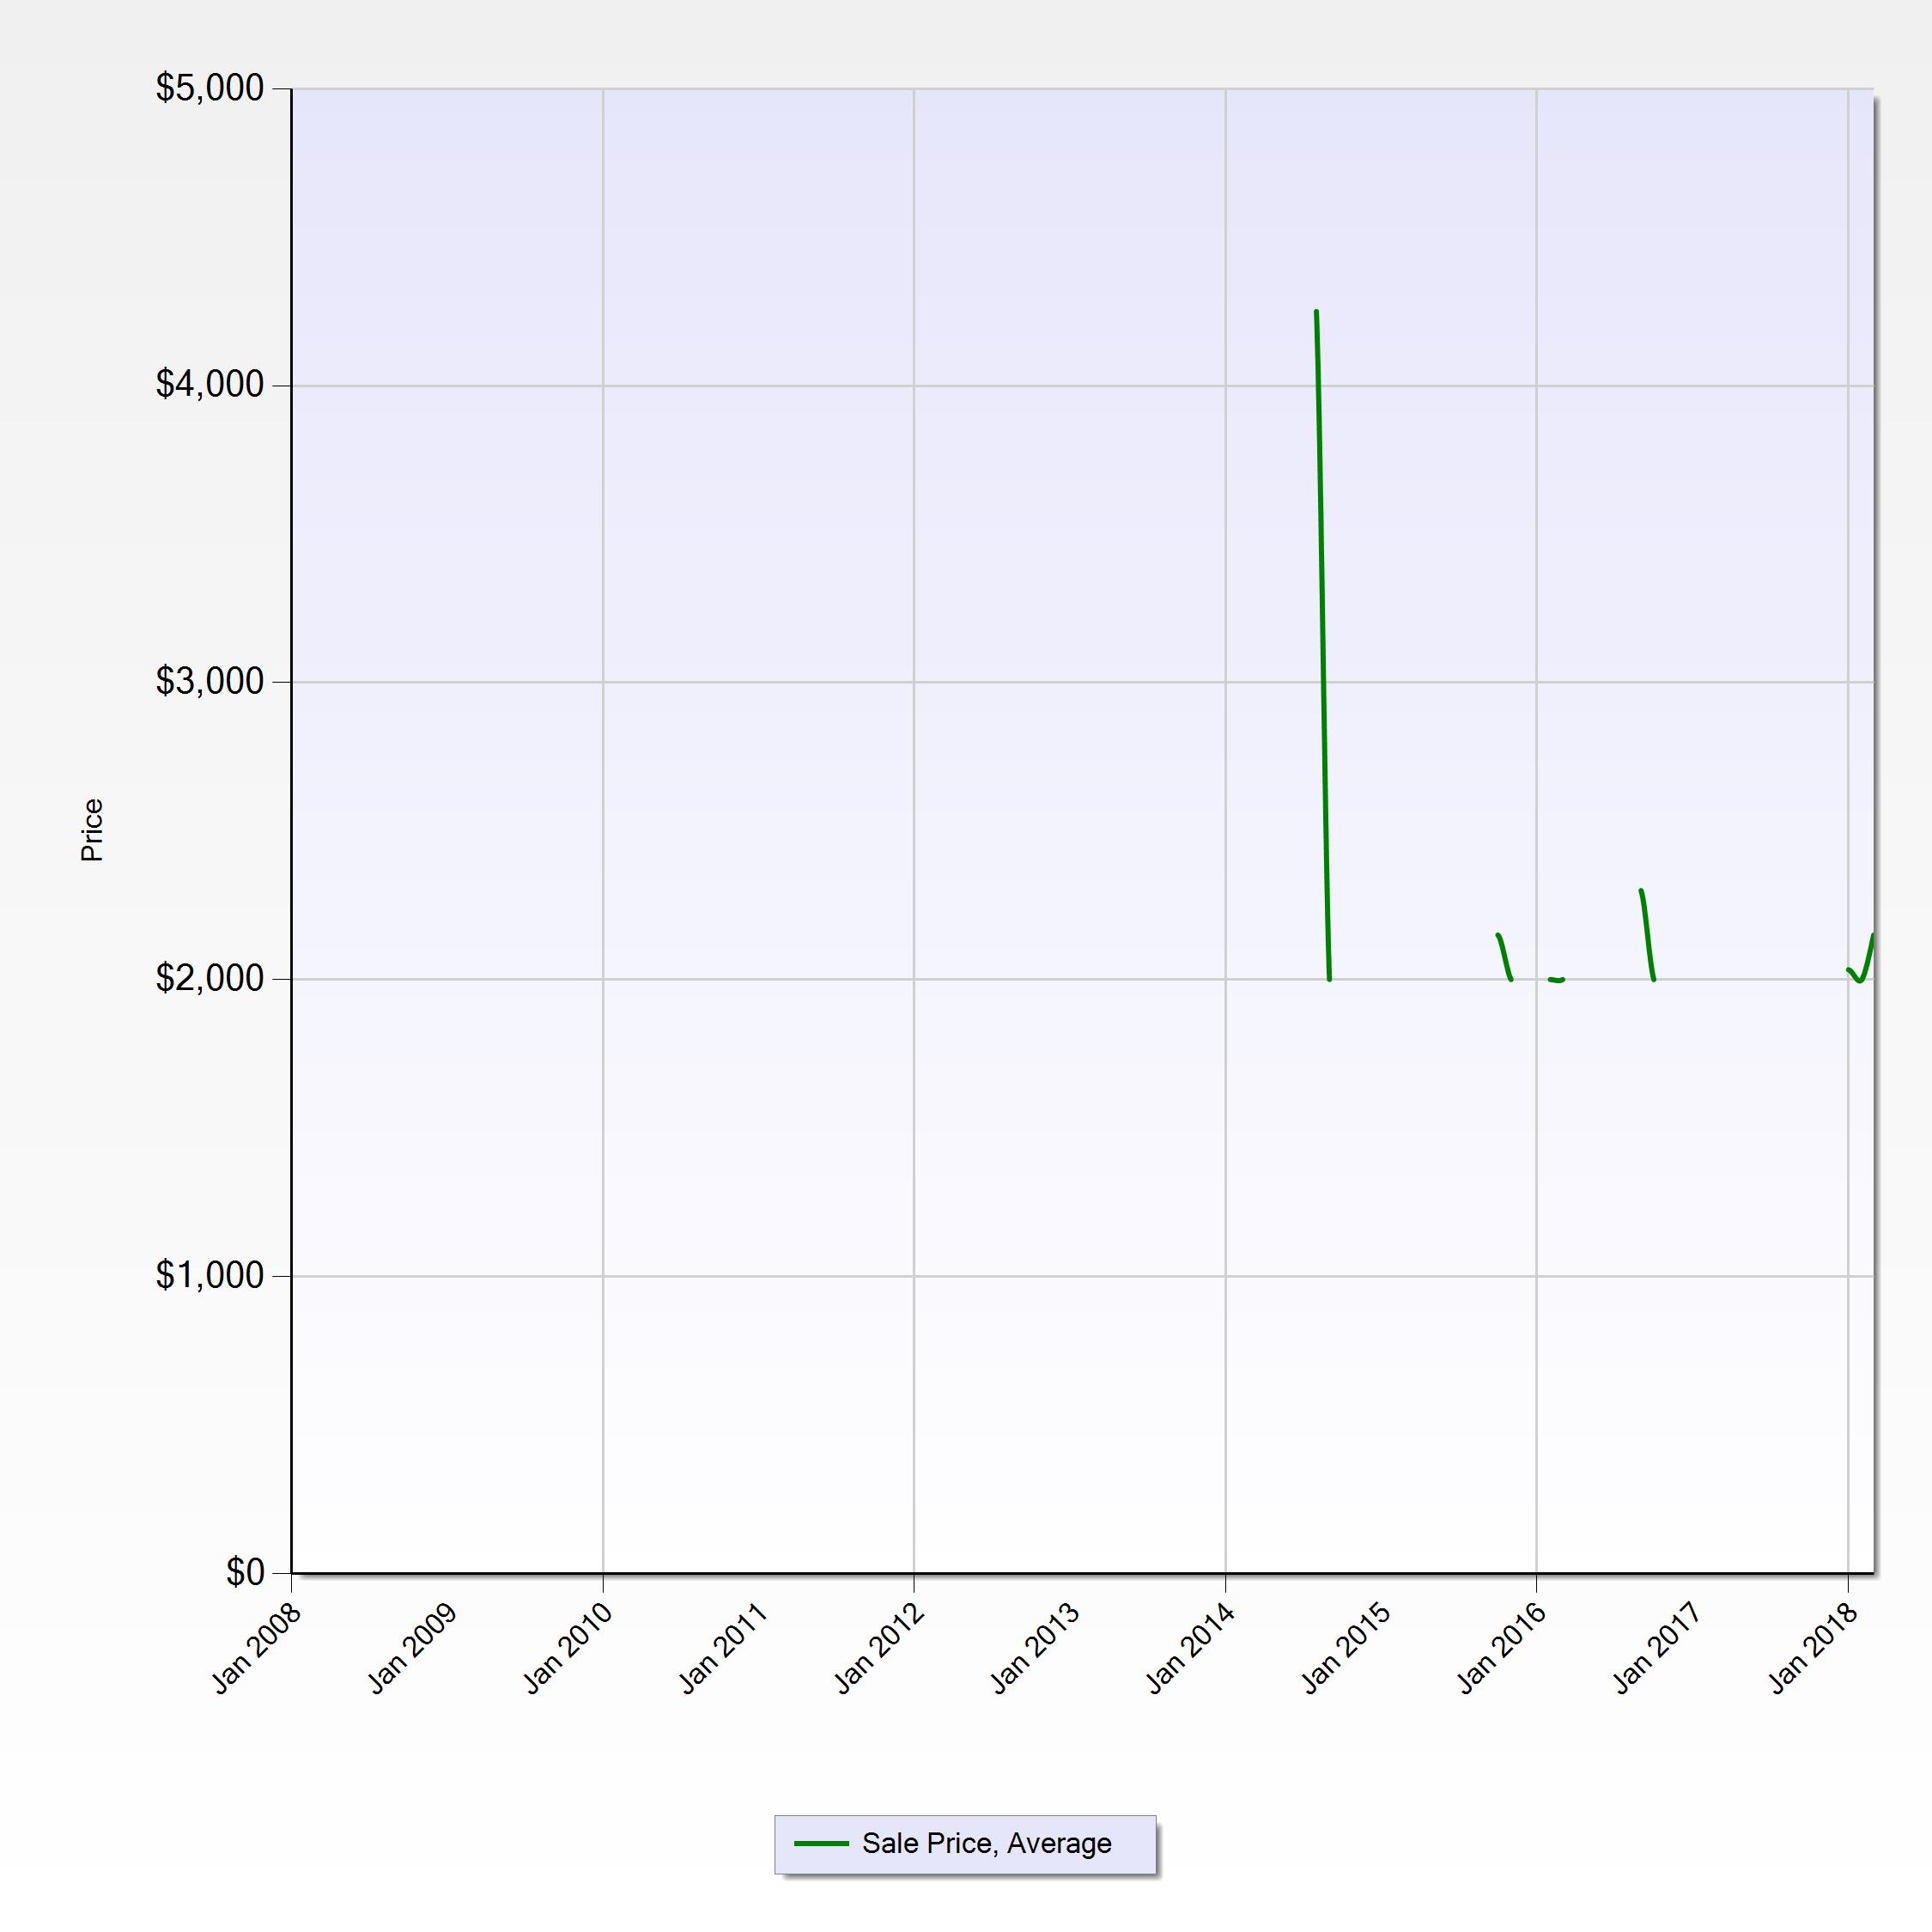 $5,000
$4,000
$3,000
$2,000
$1,000
$0
Price
Jan 2008
Jan 2009
Jan 2010
Jan 2011
Jan 2012
Jan 2013
Jan 2014
Jan 2015
Jan 2016
Jan 2017
Jan 2018
Sale Price, Average